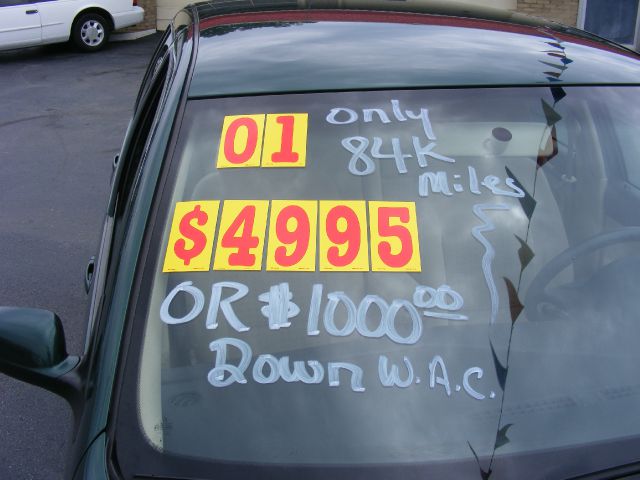 01 only
84K
Miles
$4995
OR $1000 00
Down W.A.C.